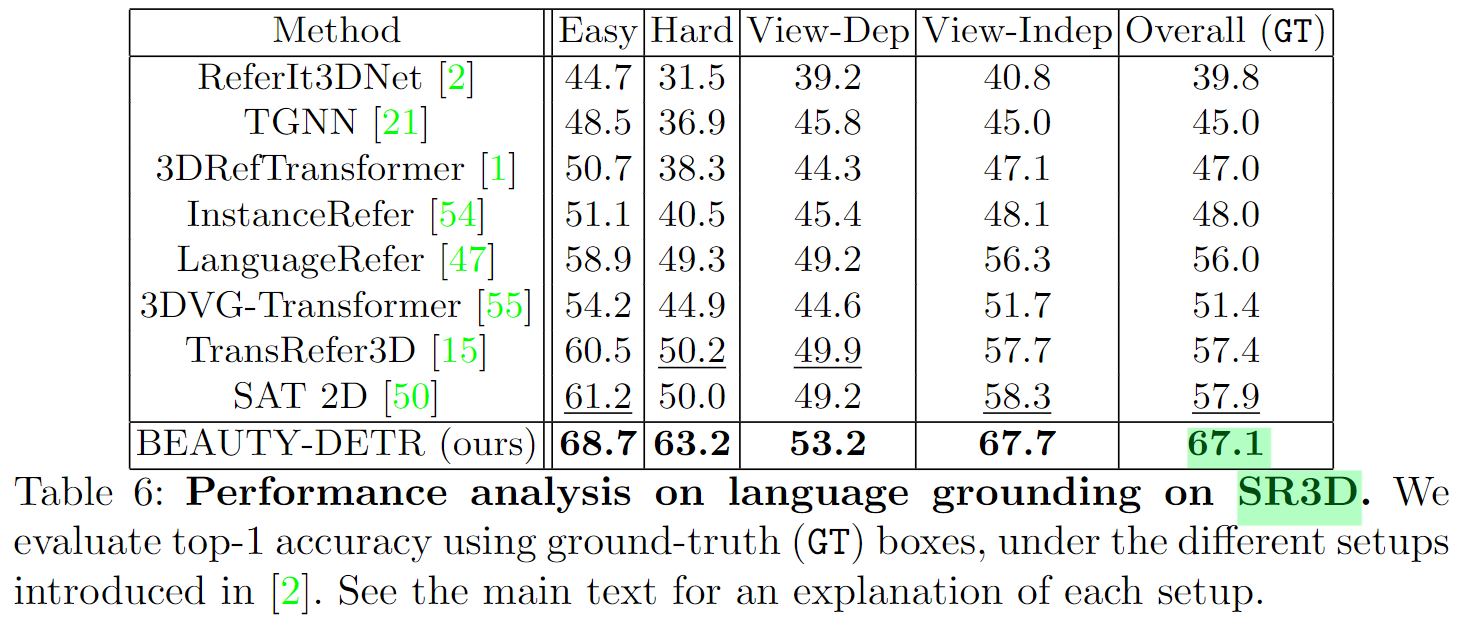 Method Easy Hard View-Dep View-Indep Overall (GT)
ReferIt3DNet [2] 44.7 31.5 39.2 40.8 39.8
TGNN [21] 48.5 36.9 45.8 45.0 45.0
3DRefTransformer [1] 50.7 38.3 44.3 47.1 47.0
InstanceRefer [54] 51.1 40.5 45.4 48.1 48.0
LanguageRefer [47] 58.9 49.3 49.2 56.3 56.0
3DVG-Transformer [55] 54.2 44.9 44.6 51.7 51.4
TransRefer3D [15] 60.5 50.2 49.9 57.7 57.4
SAT 2D [50] 61.2 50.0 49.2 58.3 57.9
BEAUTY-DETR (ours) 68.7 63.2 53.2 67.7 67.1
Table 6: Performance analysis on language grounding on SR3D. We
evaluate top-1 accuracy using ground-truth (GT) boxes, under the different setups
introduced in [2]. See the main text for an explanation of each setup.